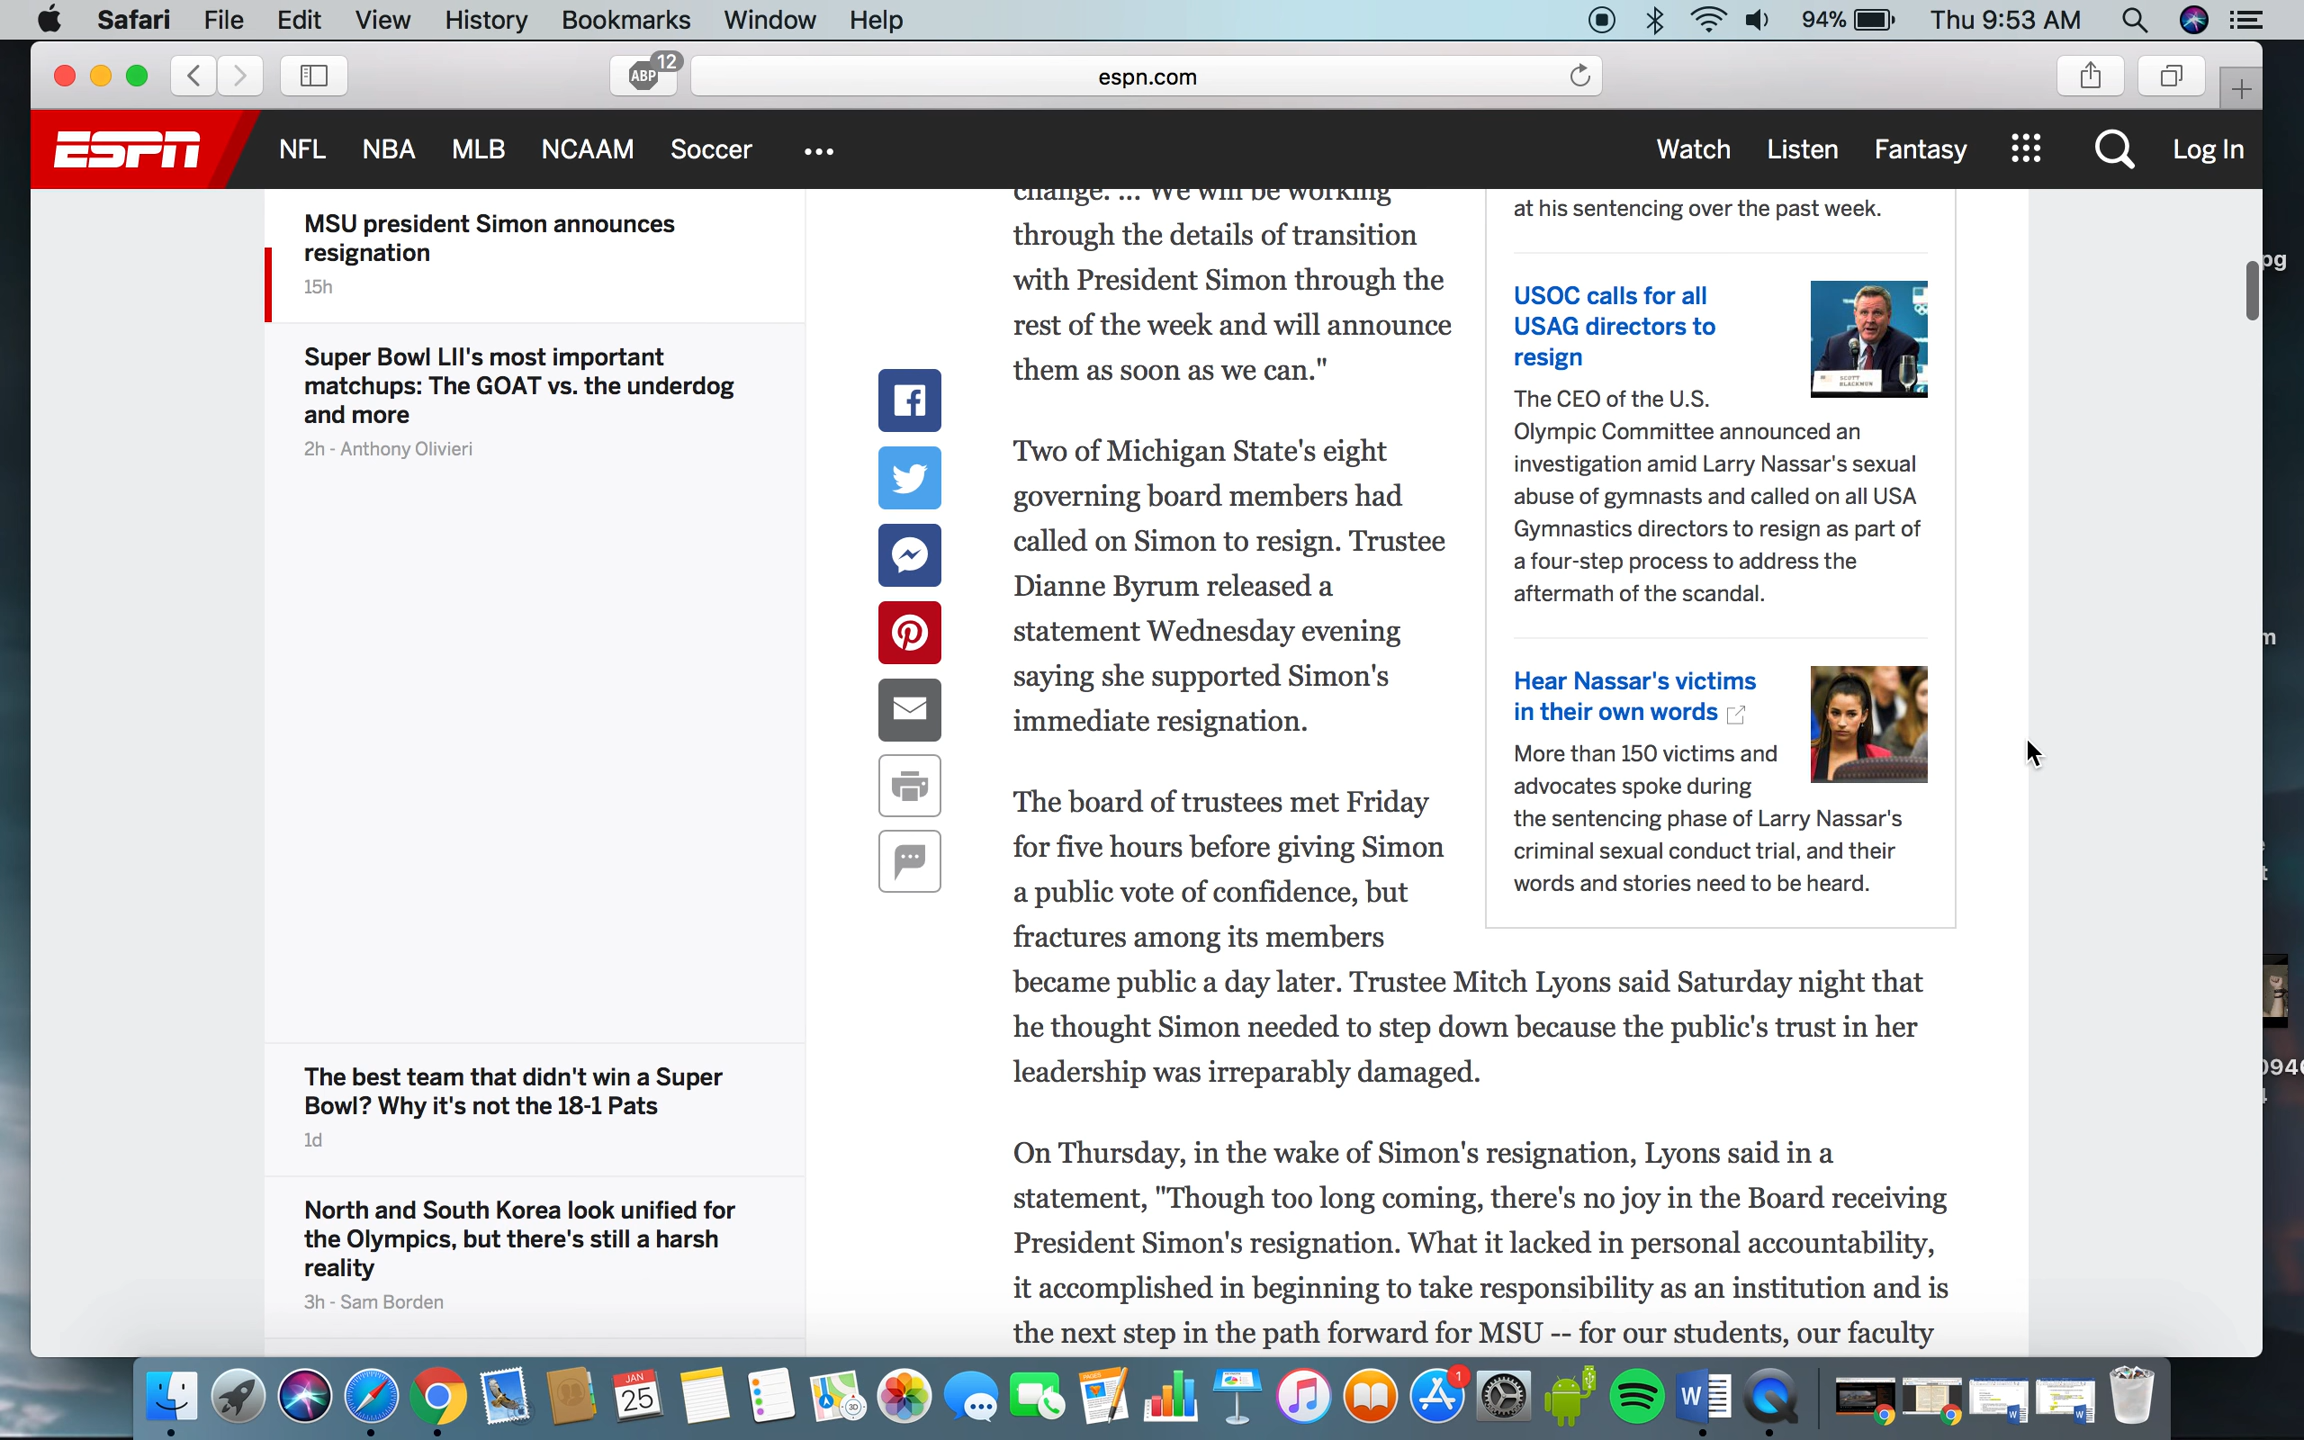 Safari File Edit View History Bookmarks Window Help
94% Thu 9:53 AM
ABP 12
espn.com
ESPN NFL NBA MLB NCAAM Soccer ...
Watch Listen Fantasy Log In
MSU president Simon announces
resignation
15h
Super Bowl LII's most important
matchups: The GOAT vs. the underdog
and more
2h - Anthony Olivieri
The best team that didn't win a Super
Bowl? Why it's not the 18-1 Pats
1d
North and South Korea look unified for
the Olympics, but there's still a harsh
reality
3h - Sam Borden
change. ... We will be working
through the details of transition
with President Simon through the
rest of the week and will announce
them as soon as we can."
Two of Michigan State's eight
governing board members had
called on Simon to resign. Trustee
Dianne Byrum released a
statement Wednesday evening
saying she supported Simon's
immediate resignation.
The board of trustees met Friday
for five hours before giving Simon
a public vote of confidence, but
fractures among its members
became public a day later. Trustee Mitch Lyons said Saturday night that
he thought Simon needed to step down because the public's trust in her
leadership was irreparably damaged.
On Thursday, in the wake of Simon's resignation, Lyons said in a
statement, "Though too long coming, there's no joy in the Board receiving
President Simon's resignation. What it lacked in personal accountability,
it accomplished in beginning to take responsibility as an institution and is
the next step in the path forward for MSU -- for our students, our faculty
at his sentencing over the past week.
USOC calls for all
USAG directors to
resign
SCOTT
BLACKMUN
The CEO of the U.S.
Olympic Committee announced an
investigation amid Larry Nassar's sexual
abuse of gymnasts and called on all USA
Gymnastics directors to resign as part of
a four-step process to address the
aftermath of the scandal.
Hear Nassar's victims
in their own words
More than 150 victims and
advocates spoke during
the sentencing phase of Larry Nassar's
criminal sexual conduct trial, and their
words and stories need to be heard.
JAN
25
3D
PAGES
1
W